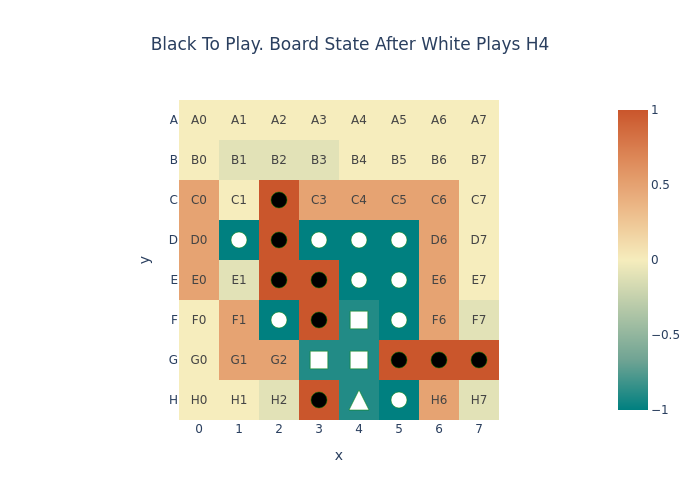 Black To Play. Board State After White Plays H4
A A0 A1 A2 A3 A4 A5 A6 A7
B B0 B1 B2 B3 B4 B5 B6 B7
C C0 C1 C3 C4 C5 C6 C7
D D0 D6 D7
E E0 E1 E6 E7
F F0 F1 F6 F7
G G0 G1 G2
H H0 H1 H2 H6 H7
0 1 2 3 4 5 6 7
x
y
1
0.5
0
−0.5
−1